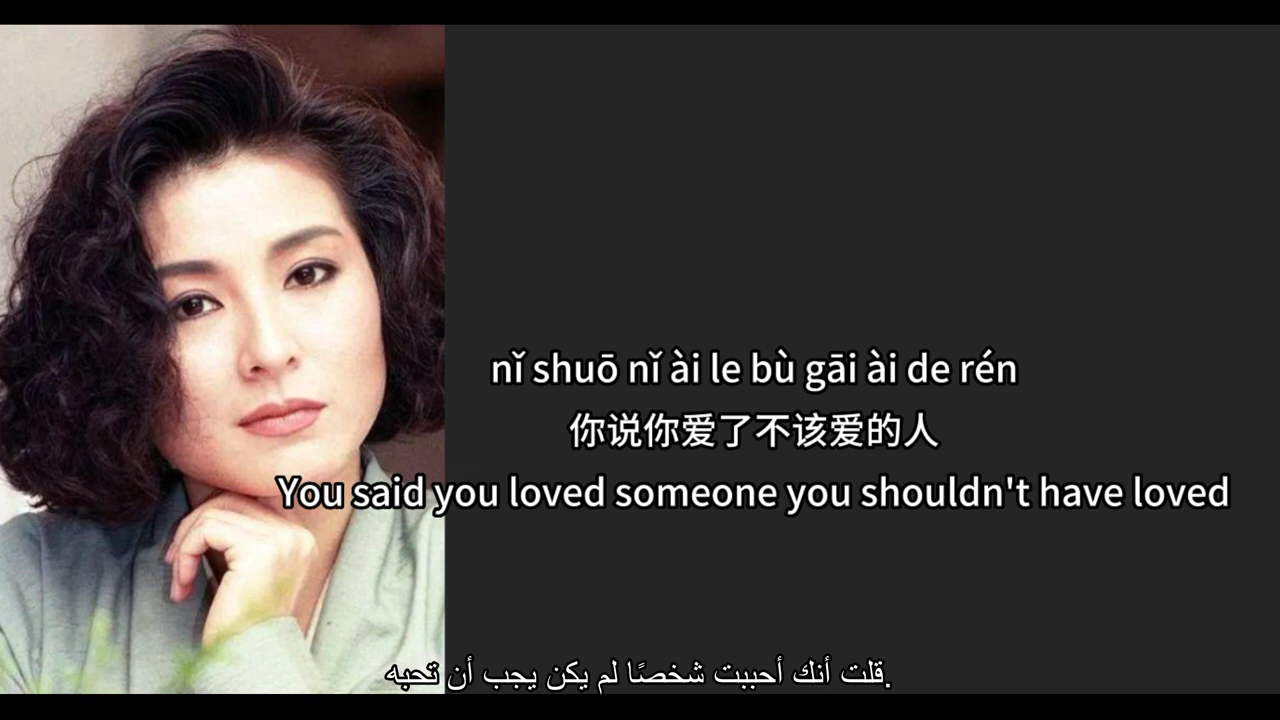 nǐ shuō nǐ ài le bù gāi ài de rén
你说你爱了不该爱的人
You said you loved someone you shouldn't have loved
قلت أنك أحببت شخصًا لم يكن يجب أن تحبه.